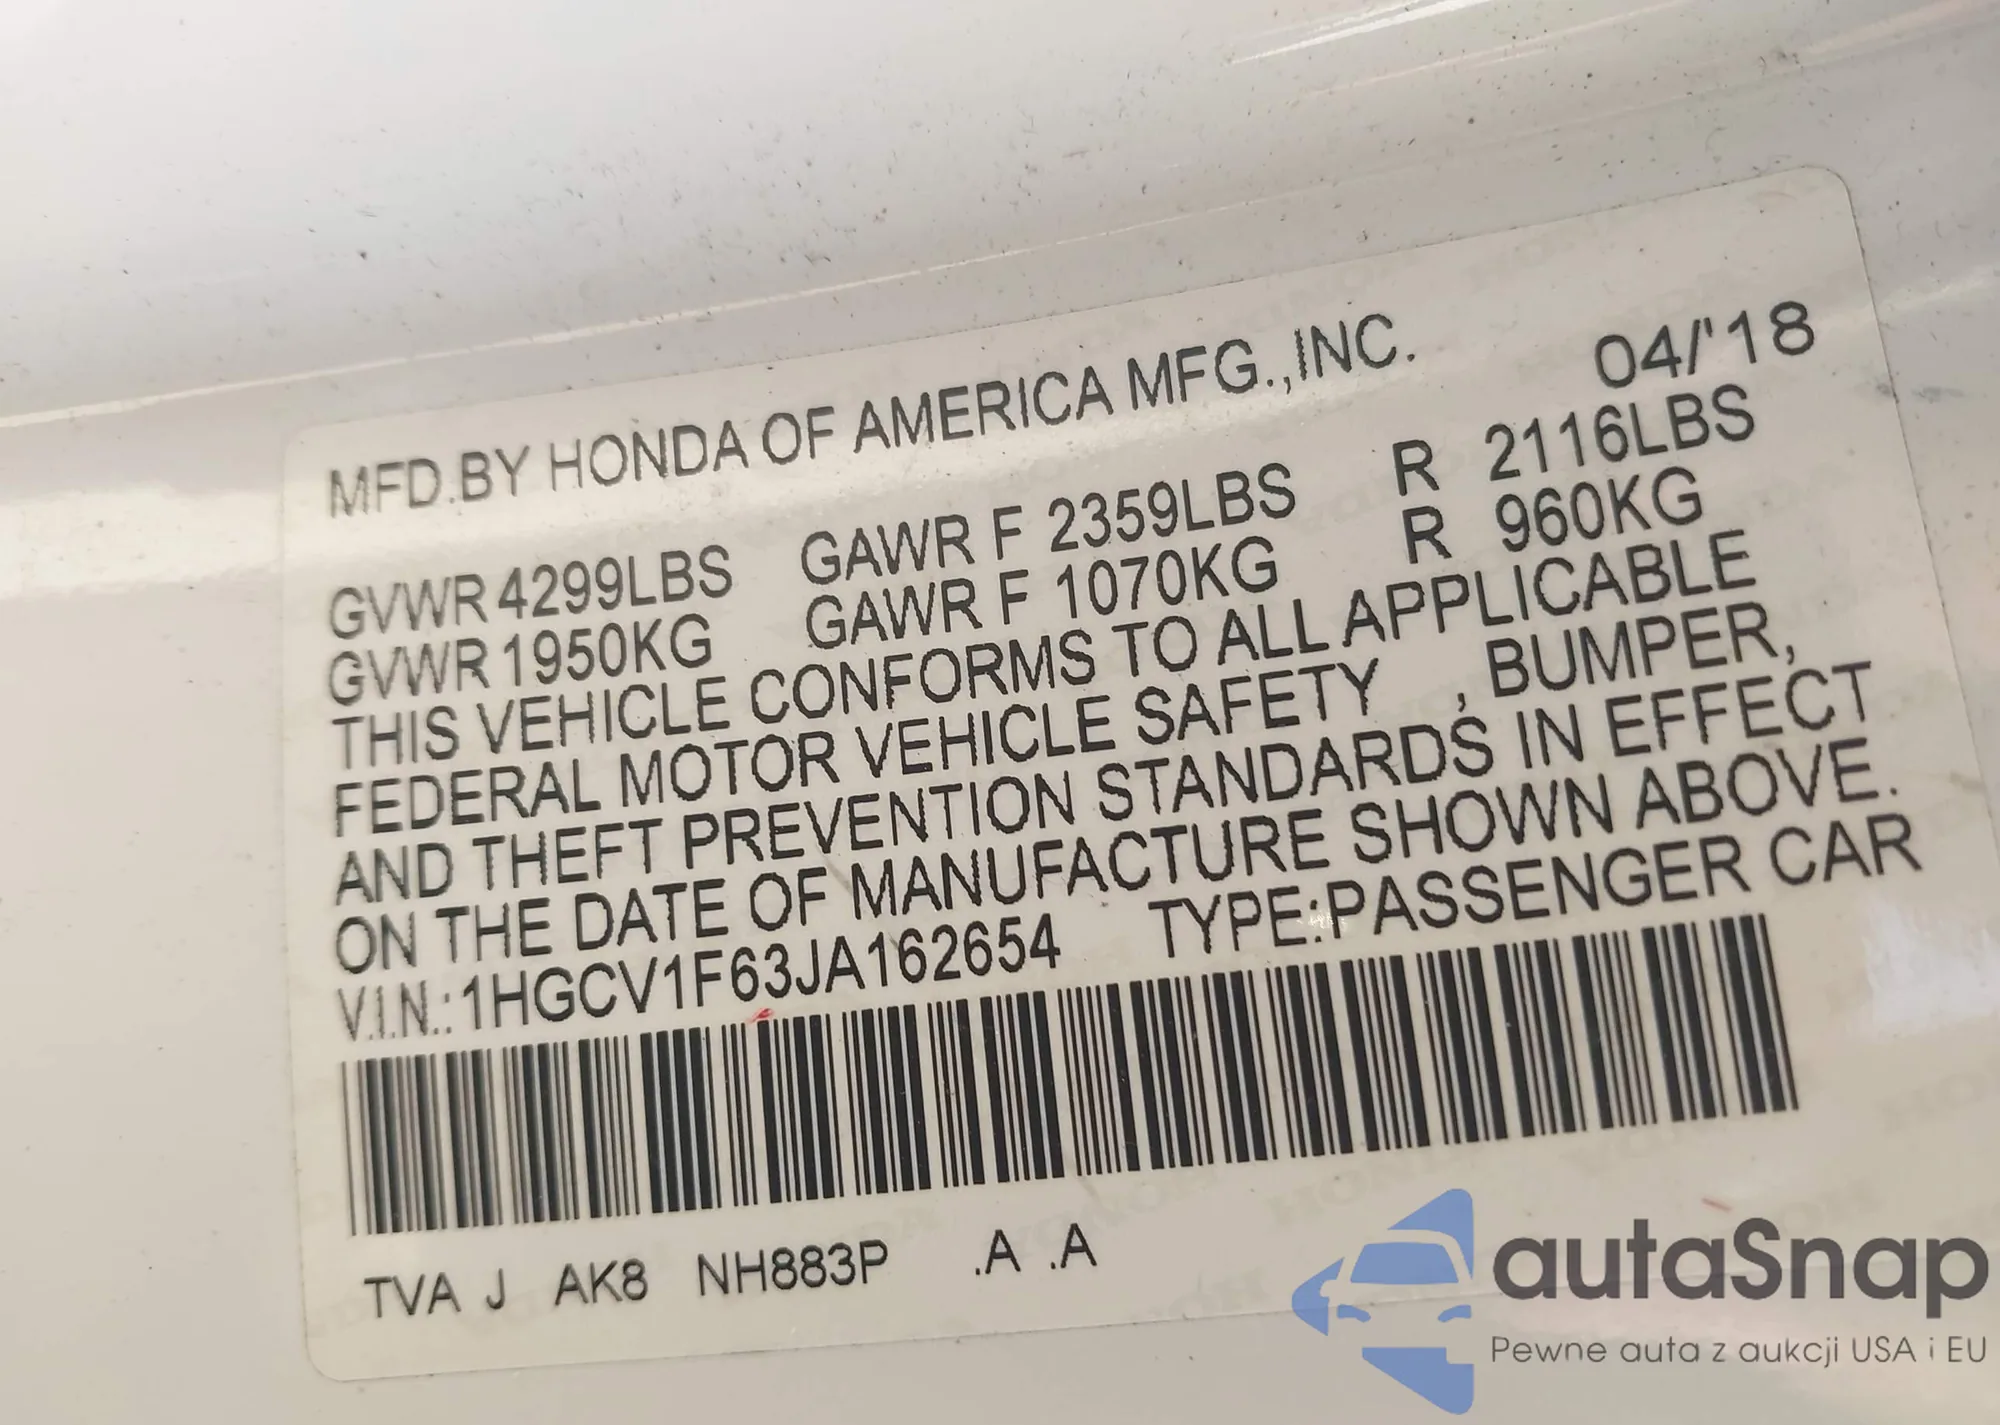 MFD.BY HONDA OF AMERICA MFG.,INC. 04/'18
GVWR 4299LBS GAWR F 2359LBS R 2116LBS
GVWR 1950KG GAWR F 1070KG R 960KG
THIS VEHICLE CONFORMS TO ALL APPLICABLE
FEDERAL MOTOR VEHICLE SAFETY , BUMPER,
AND THEFT PREVENTION STANDARDS IN EFFECT
ON THE DATE OF MANUFACTURE SHOWN ABOVE.
V.I.N.: 1HGCV1F63JA162654 TYPE:PASSENGER CAR
TVA J AK8 NH883P .A .A
autaSnap
Pewne auta z aukcji USA i EU